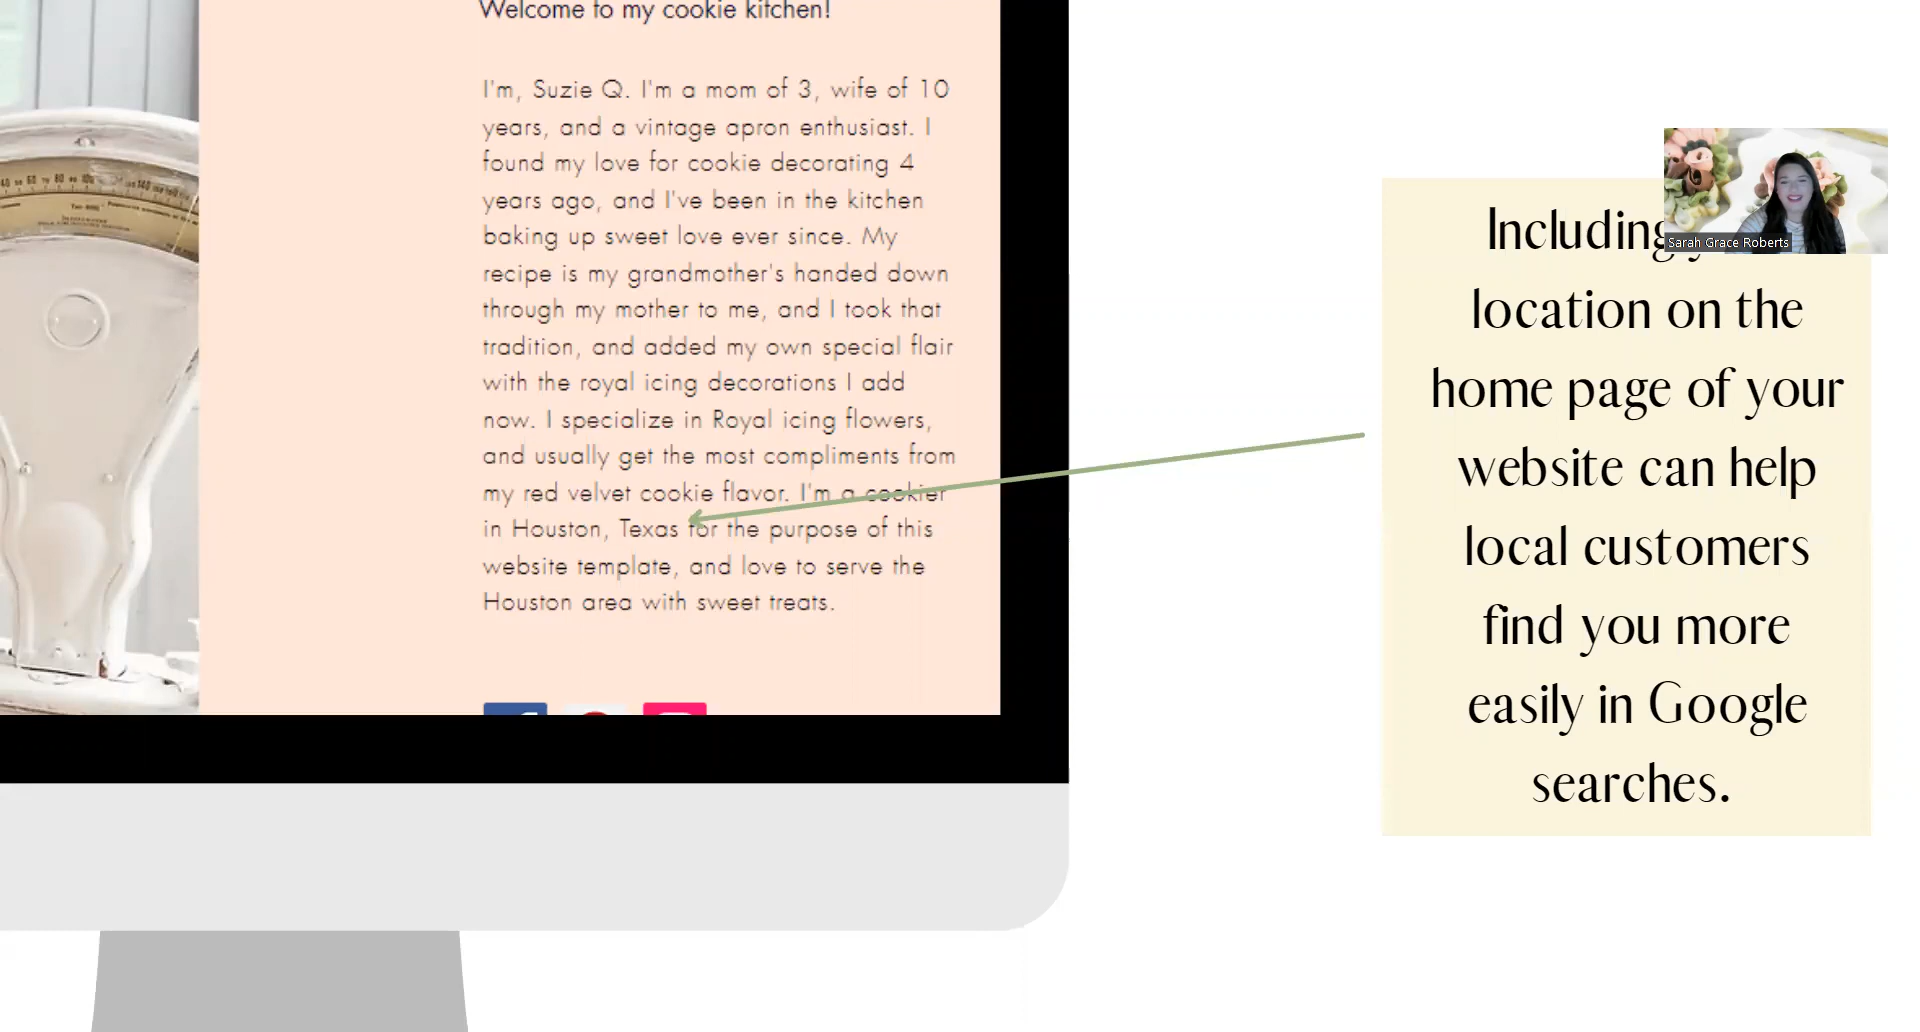 Welcome to my cookie kitchen!
I'm, Suzie Q. I'm a mom of 3, wife of 10
years, and a vintage apron enthusiast. I
found my love for cookie decorating 4
years ago, and I've been in the kitchen
baking up sweet love ever since. My
recipe is my grandmother's handed down
through my mother to me, and I took that
tradition, and added my own special flair
with the royal icing decorations I add
now. I specialize in Royal icing flowers,
and usually get the most compliments from
my red velvet cookie flavor. I'm a cookier
in Houston, Texas for the purpose of this
website template, and love to serve the
Houston area with sweet treats.
Sarah Grace Roberts
Including
location on the
home page of your
website can help
local customers
find you more
easily in Google
searches.